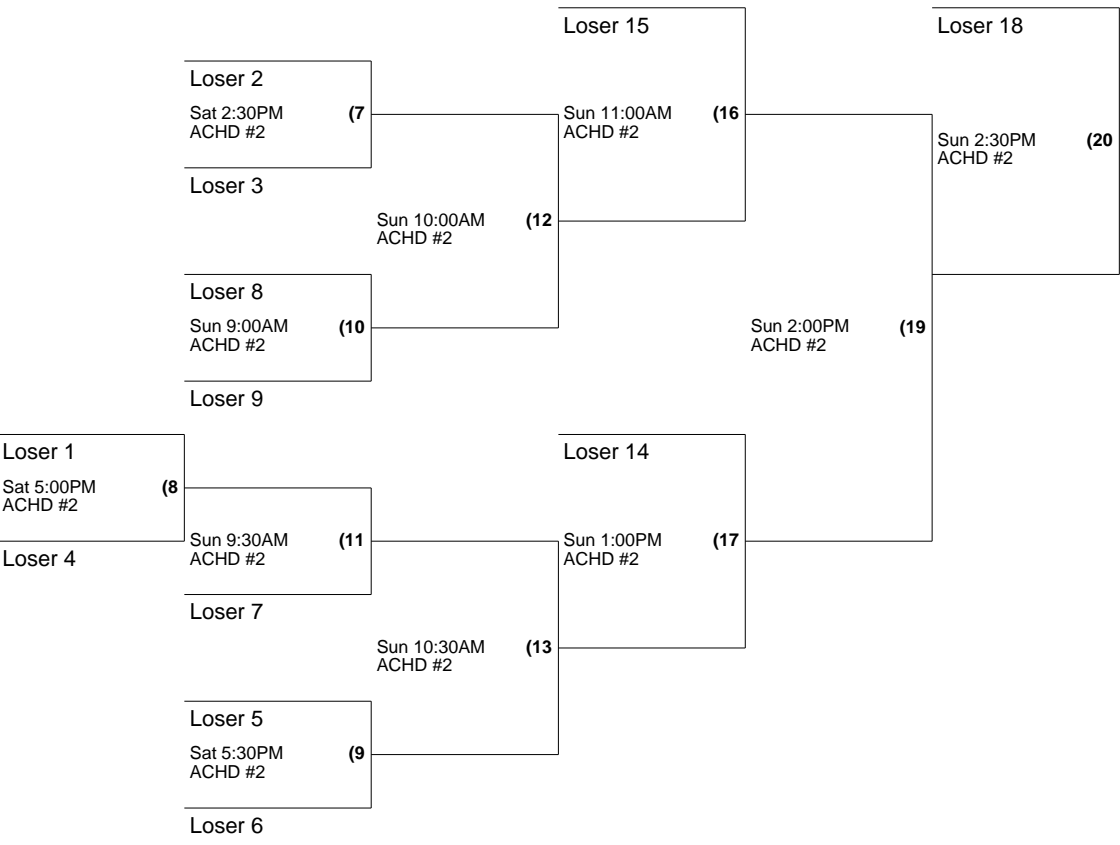 Loser 15
Loser 18
Loser 2
Sat 2:30PM (7
ACHD #2
Loser 3
Sun 11:00AM (16
ACHD #2
Sun 2:30PM (20
ACHD #2
Sun 10:00AM (12
ACHD #2
Loser 8
Sun 9:00AM (10
ACHD #2
Loser 9
Sun 2:00PM (19
ACHD #2
Loser 1
Sat 5:00PM (8
ACHD #2
Loser 4
Sun 9:30AM (11
ACHD #2
Loser 7
Loser 14
Sun 1:00PM (17
ACHD #2
Sun 10:30AM (13
ACHD #2
Loser 5
Sat 5:30PM (9
ACHD #2
Loser 6